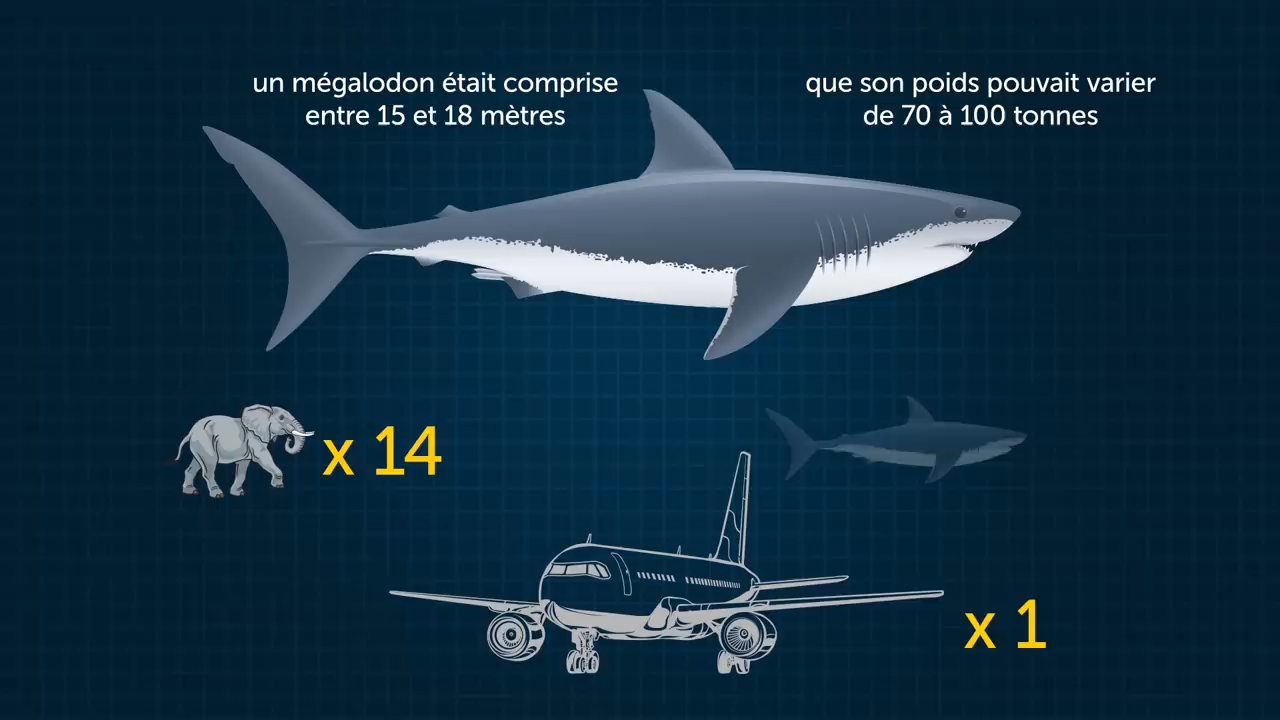 un mégalodon était comprise
entre 15 et 18 mètres
que son poids pouvait varier
de 70 à 100 tonnes
x 14
x 1